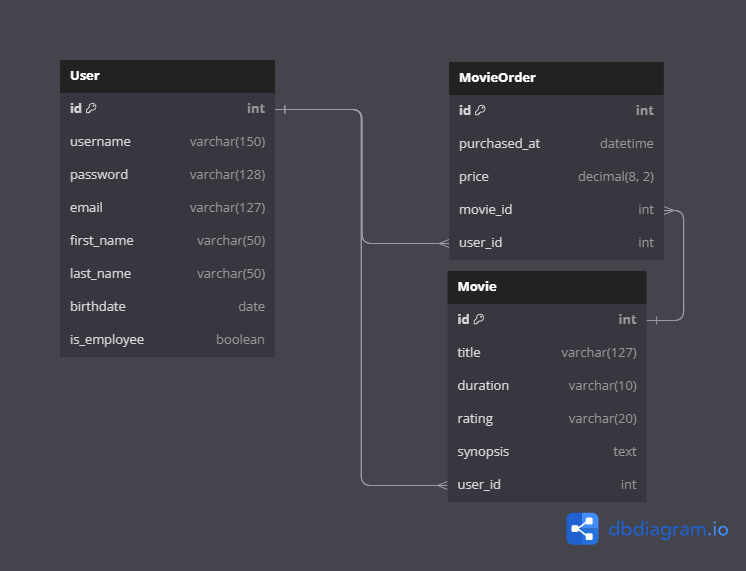 User
id int
username varchar(150)
password varchar(128)
email varchar(127)
first_name varchar(50)
last_name varchar(50)
birthdate date
is_employee boolean
MovieOrder
id int
purchased_at datetime
price decimal(8, 2)
movie_id int
user_id int
Movie
id int
title varchar(127)
duration varchar(10)
rating varchar(20)
synopsis text
user_id int
dbdiagram.io